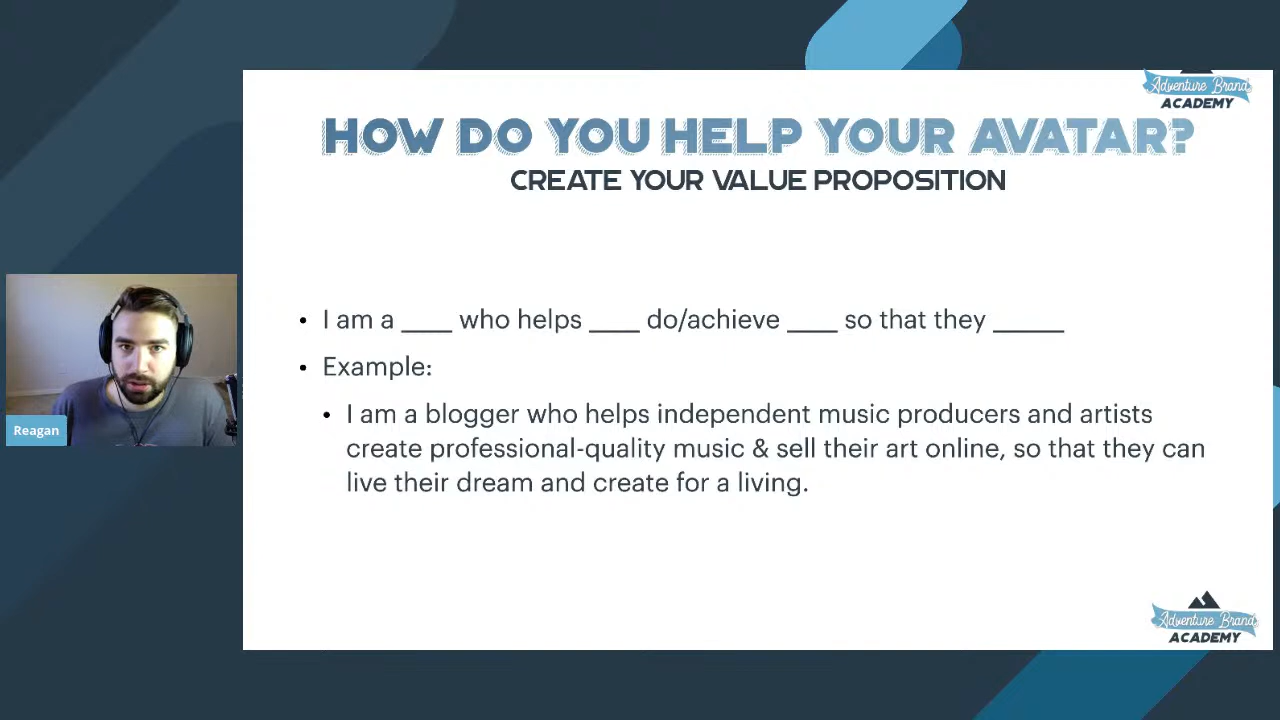 Adventure Brand
ACADEMY
HOW DO YOU HELP YOUR AVATAR?
CREATE YOUR VALUE PROPOSITION
• I am a ____ who helps ____ do/achieve ____ so that they _____
• Example:
• I am a blogger who helps independent music producers and artists
create professional-quality music & sell their art online, so that they can
live their dream and create for a living.
Reagan
Adventure Brand
ACADEMY